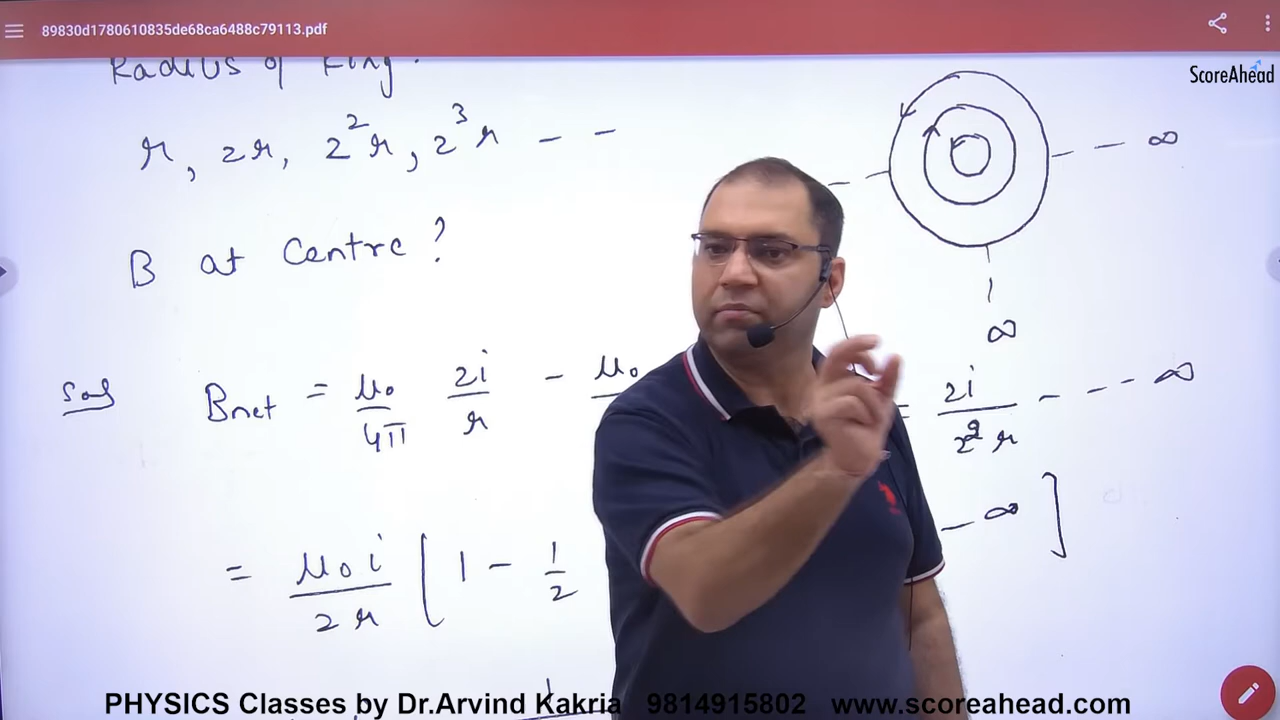 89830d1780610835de68ca6488c79113.pdf
ScoreAhead
Radius of Ring.
r, 2r, 2²r, 2³r - -
- - - ∞
∞
B at Centre?
Sol Bnet = μ₀/4π 2i/r - μ₀ 2i/2²r - - - ∞
= μ₀i/2r [1 - 1/2 - ∞]
1
PHYSICS Classes by Dr.Arvind Kakria 9814915802 www.scoreahead.com